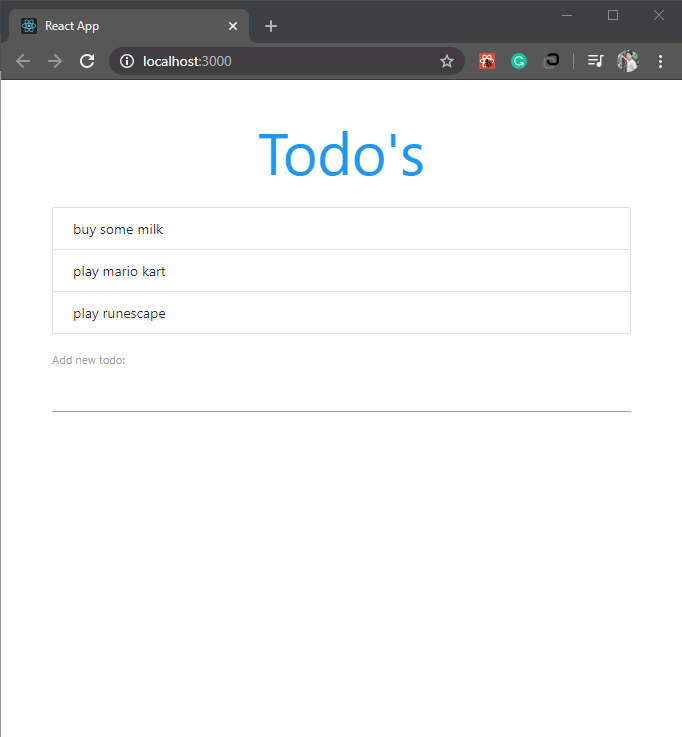 React App
localhost:3000
Todo's
buy some milk
play mario kart
play runescape
Add new todo: